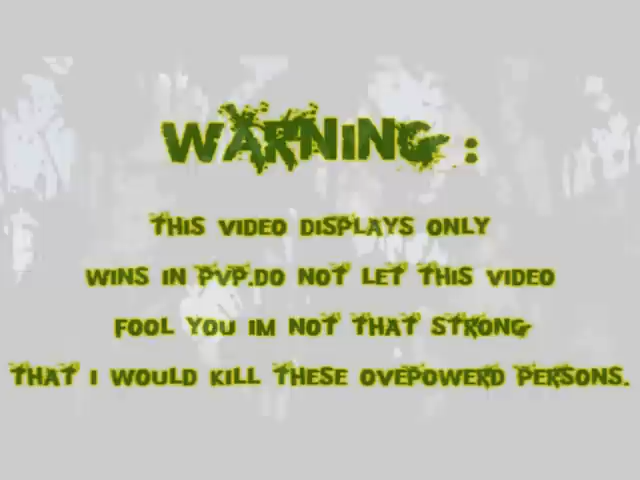 WARNING :
THIS VIDEO DISPLAYS ONLY
WINS IN PVP.DO NOT LET THIS VIDEO
FOOL YOU IM NOT THAT STRONG
THAT I WOULD KILL THESE OVEPOWERD PERSONS.